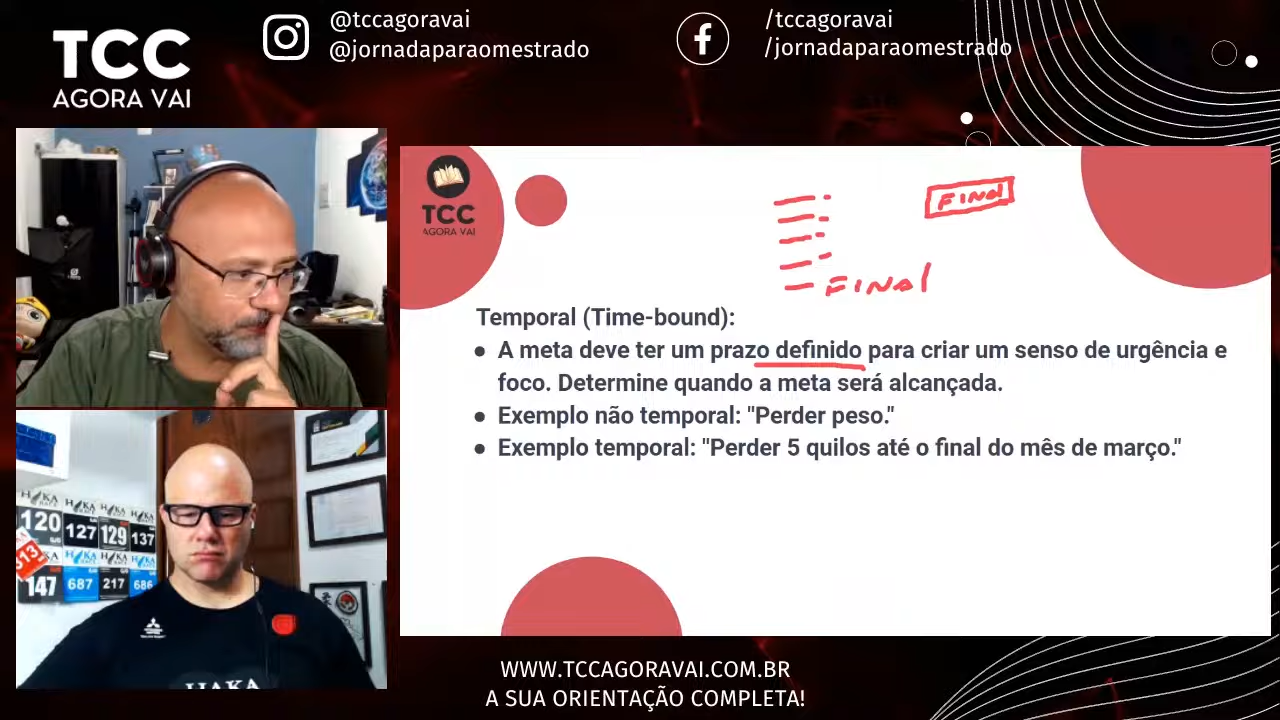 TCC
AGORA VAI
@tccagoravai
@jornadaparaomestrado
/tccagoravai
/jornadaparaomestrado
TCC
AGORA VAI
FINAL
FINAL
Temporal (Time-bound):
● A meta deve ter um prazo definido para criar um senso de urgência e
foco. Determine quando a meta será alcançada.
● Exemplo não temporal: "Perder peso."
● Exemplo temporal: "Perder 5 quilos até o final do mês de março."
120
127
129
137
313
147
687
217
686
HAKA
WWW.TCCAGORAVAI.COM.BR
A SUA ORIENTAÇÃO COMPLETA!